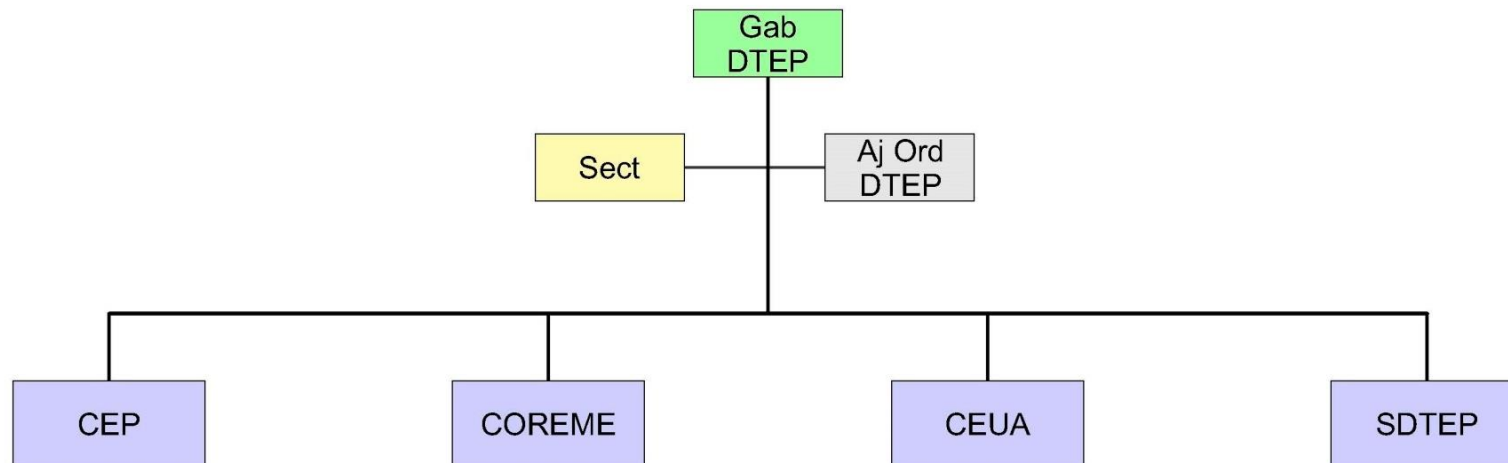 Gab
DTEP
Sect
Aj Ord
DTEP
CEP
COREME
CEUA
SDTEP